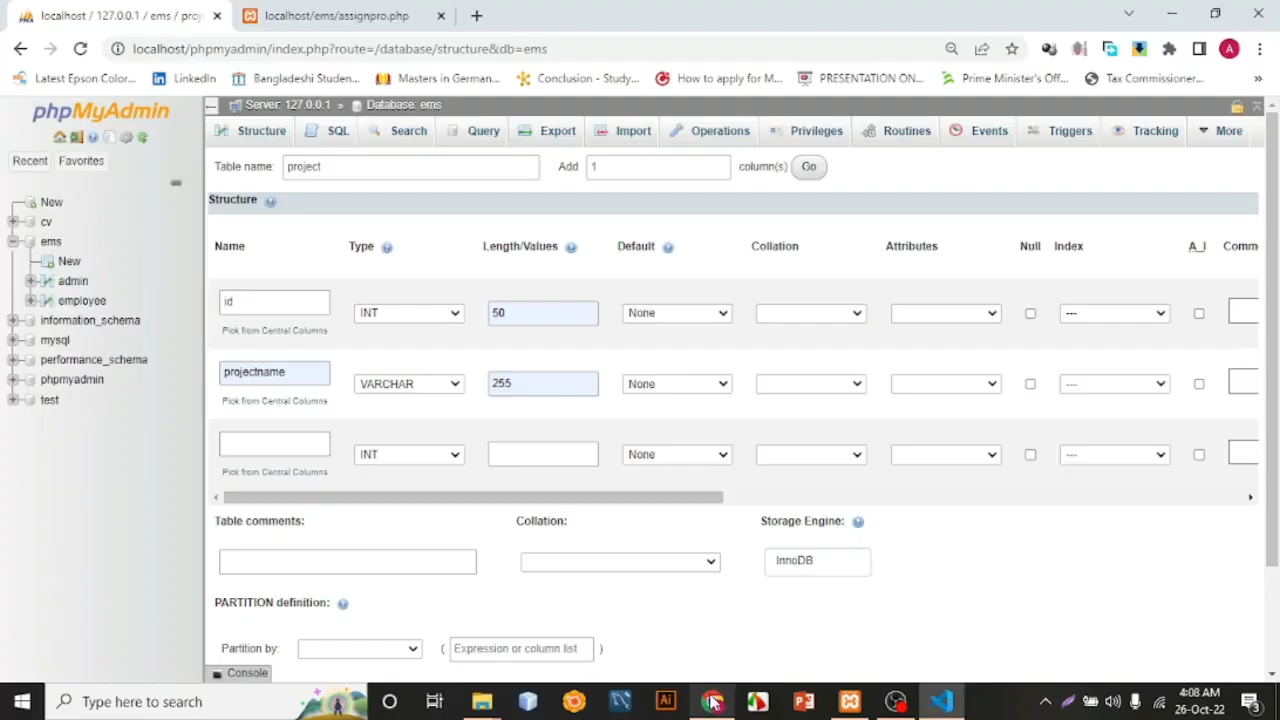 localhost / 127.0.0.1 / ems / proj
localhost/ems/assignpro.php
localhost/phpmyadmin/index.php?route=/database/structure&db=ems
A
Latest Epson Color...
LinkedIn
Bangladeshi Studen...
Masters in German...
Conclusion - Study...
How to apply for M...
PRESENTATION ON...
Prime Minister's Off...
Tax Commissioner...
»
phpMyAdmin
Recent
Favorites
New
cv
ems
New
admin
employee
information_schema
mysql
performance_schema
phpmyadmin
test
Server: 127.0.0.1 » Database: ems
Structure
SQL
Search
Query
Export
Import
Operations
Privileges
Routines
Events
Triggers
Tracking
More
Table name: project Add 1 column(s) Go
Structure
Name Type Length/Values Default Collation Attributes Null Index A_I Comm
id INT 50 None ---
Pick from Central Columns
projectname VARCHAR 255 None ---
Pick from Central Columns
INT None ---
Pick from Central Columns
Table comments: Collation: Storage Engine:
InnoDB
PARTITION definition:
Partition by: ( Expression or column list )
Console
Type here to search
Ai
4:08 AM
26-Oct-22
3